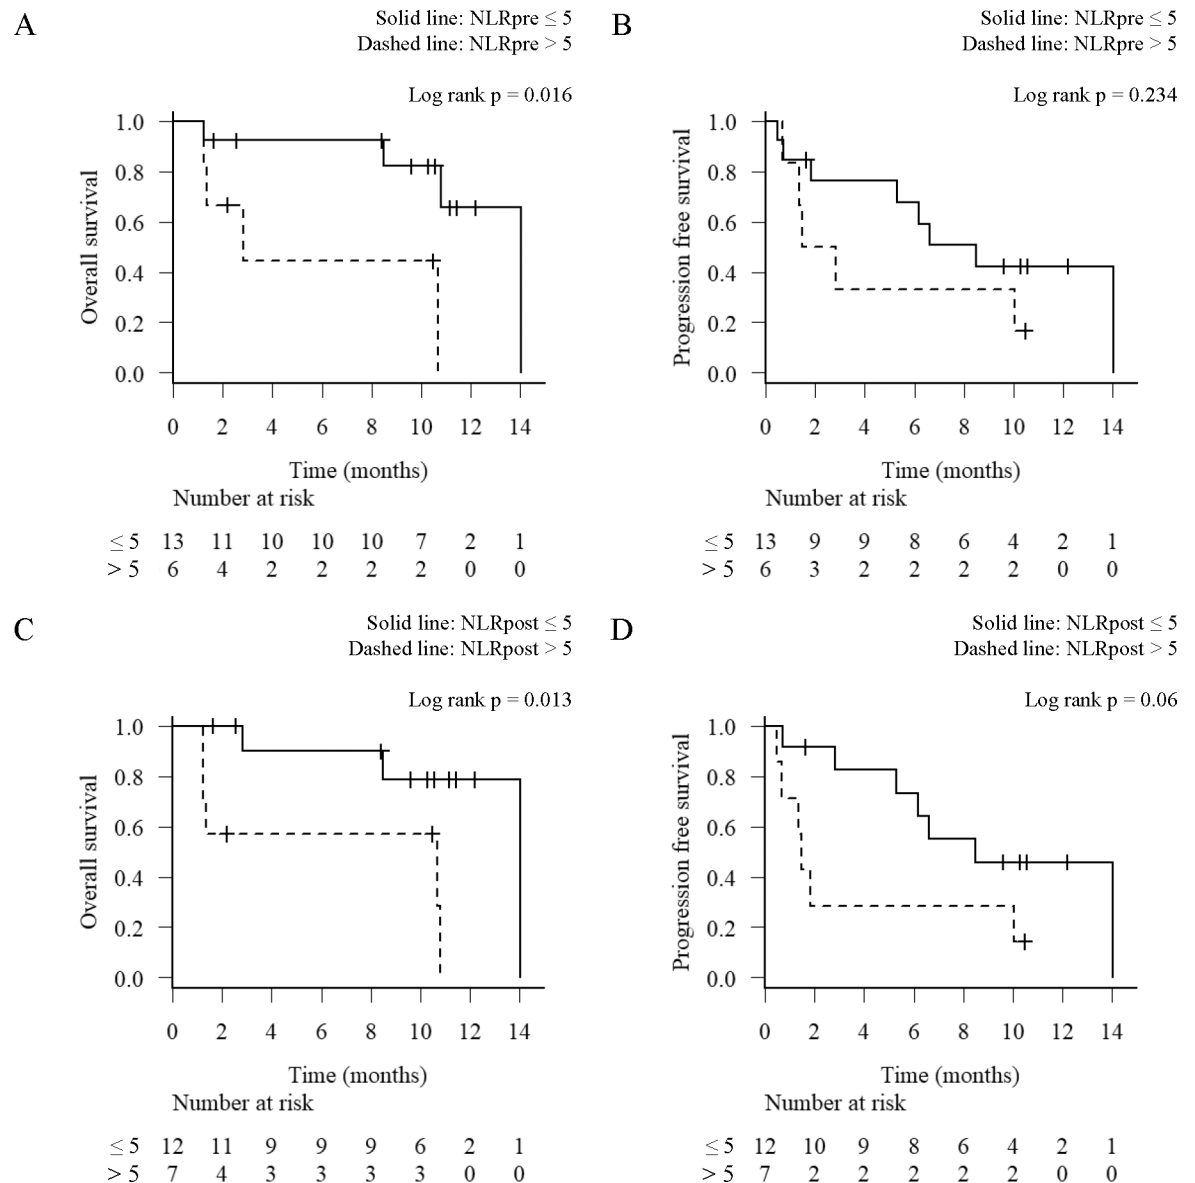 A
Solid line: NLRpre ≤ 5
Dashed line: NLRpre > 5
Log rank p = 0.016
Overall survival
1.0
0.8
0.6
0.4
0.2
0.0
0 2 4 6 8 10 12 14
Time (months)
Number at risk
≤ 5 13 11 10 10 10 7 2 1
> 5 6 4 2 2 2 2 0 0
B
Solid line: NLRpre ≤ 5
Dashed line: NLRpre > 5
Log rank p = 0.234
Progression free survival
1.0
0.8
0.6
0.4
0.2
0.0
0 2 4 6 8 10 12 14
Time (months)
Number at risk
≤ 5 13 9 9 8 6 4 2 1
> 5 6 3 2 2 2 2 0 0
C
Solid line: NLRpost ≤ 5
Dashed line: NLRpost > 5
Log rank p = 0.013
Overall survival
1.0
0.8
0.6
0.4
0.2
0.0
0 2 4 6 8 10 12 14
Time (months)
Number at risk
≤ 5 12 11 9 9 9 6 2 1
> 5 7 4 3 3 3 3 0 0
D
Solid line: NLRpost ≤ 5
Dashed line: NLRpost > 5
Log rank p = 0.06
Progression free survival
1.0
0.8
0.6
0.4
0.2
0.0
0 2 4 6 8 10 12 14
Time (months)
Number at risk
≤ 5 12 10 9 8 6 4 2 1
> 5 7 2 2 2 2 2 0 0